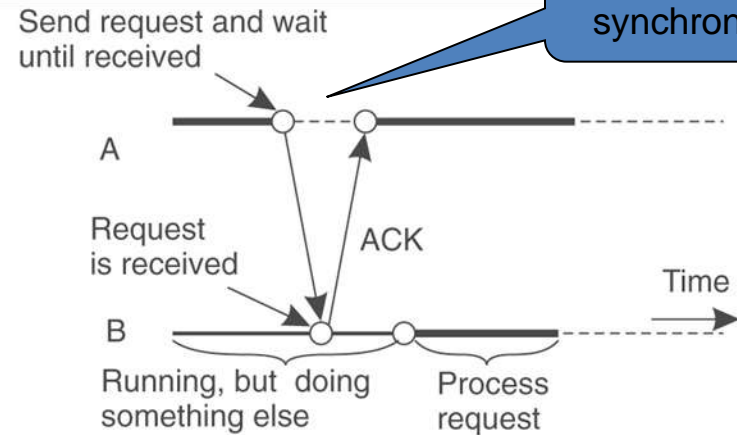 Send request and wait
until received
synchron
A
Request
is received
ACK
Time
B
Running, but doing
something else
Process
request